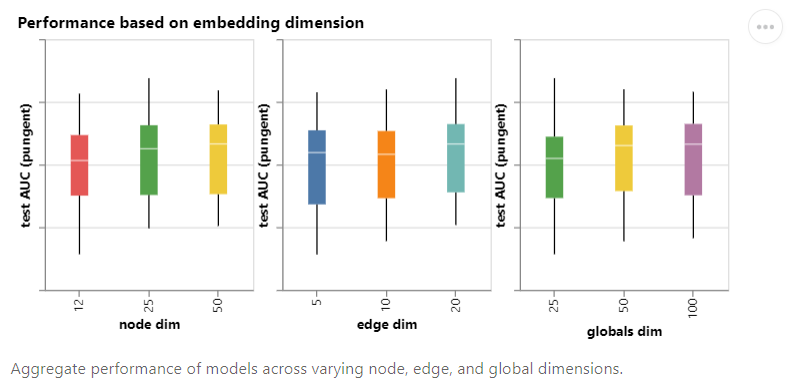 Performance based on embedding dimension
test AUC (pungent)
12
25
50
node dim
test AUC (pungent)
5
10
20
edge dim
test AUC (pungent)
25
50
100
globals dim
Aggregate performance of models across varying node, edge, and global dimensions.